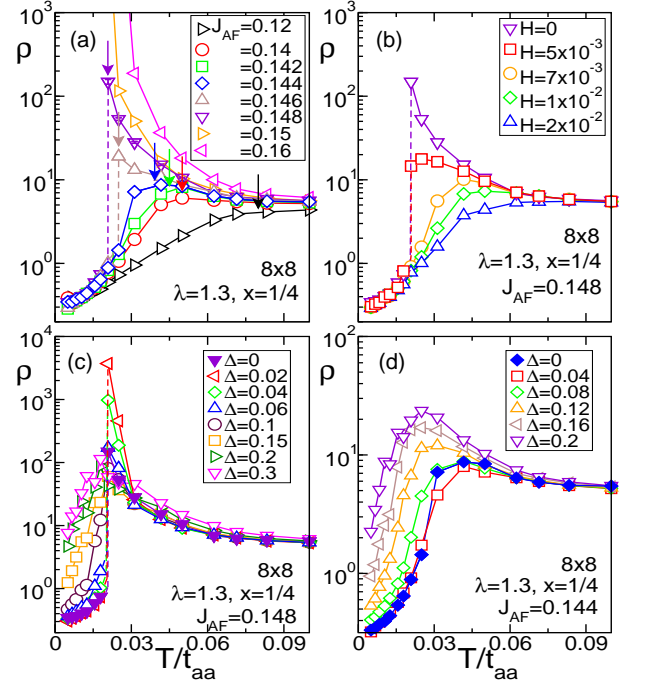 ρ
10³
10²
10¹
10⁰
(a)
J_AF=0.12
=0.14
=0.142
=0.144
=0.146
=0.148
=0.15
=0.16
8x8
λ=1.3, x=1/4
ρ
10³
10²
10¹
10⁰
(b)
H=0
H=5x10⁻³
H=7x10⁻³
H=1x10⁻²
H=2x10⁻²
8x8
λ=1.3, x=1/4
J_AF=0.148
ρ
10⁴
10³
10²
10¹
10⁰
(c)
Δ=0
Δ=0.02
Δ=0.04
Δ=0.06
Δ=0.1
Δ=0.15
Δ=0.2
Δ=0.3
8x8
λ=1.3, x=1/4
J_AF=0.148
0 0.03 0.06 0.09
T/t_aa
ρ
10²
10¹
10⁰
(d)
Δ=0
Δ=0.04
Δ=0.08
Δ=0.12
Δ=0.16
Δ=0.2
8x8
λ=1.3, x=1/4
J_AF=0.144
0 0.03 0.06 0.09
T/t_aa